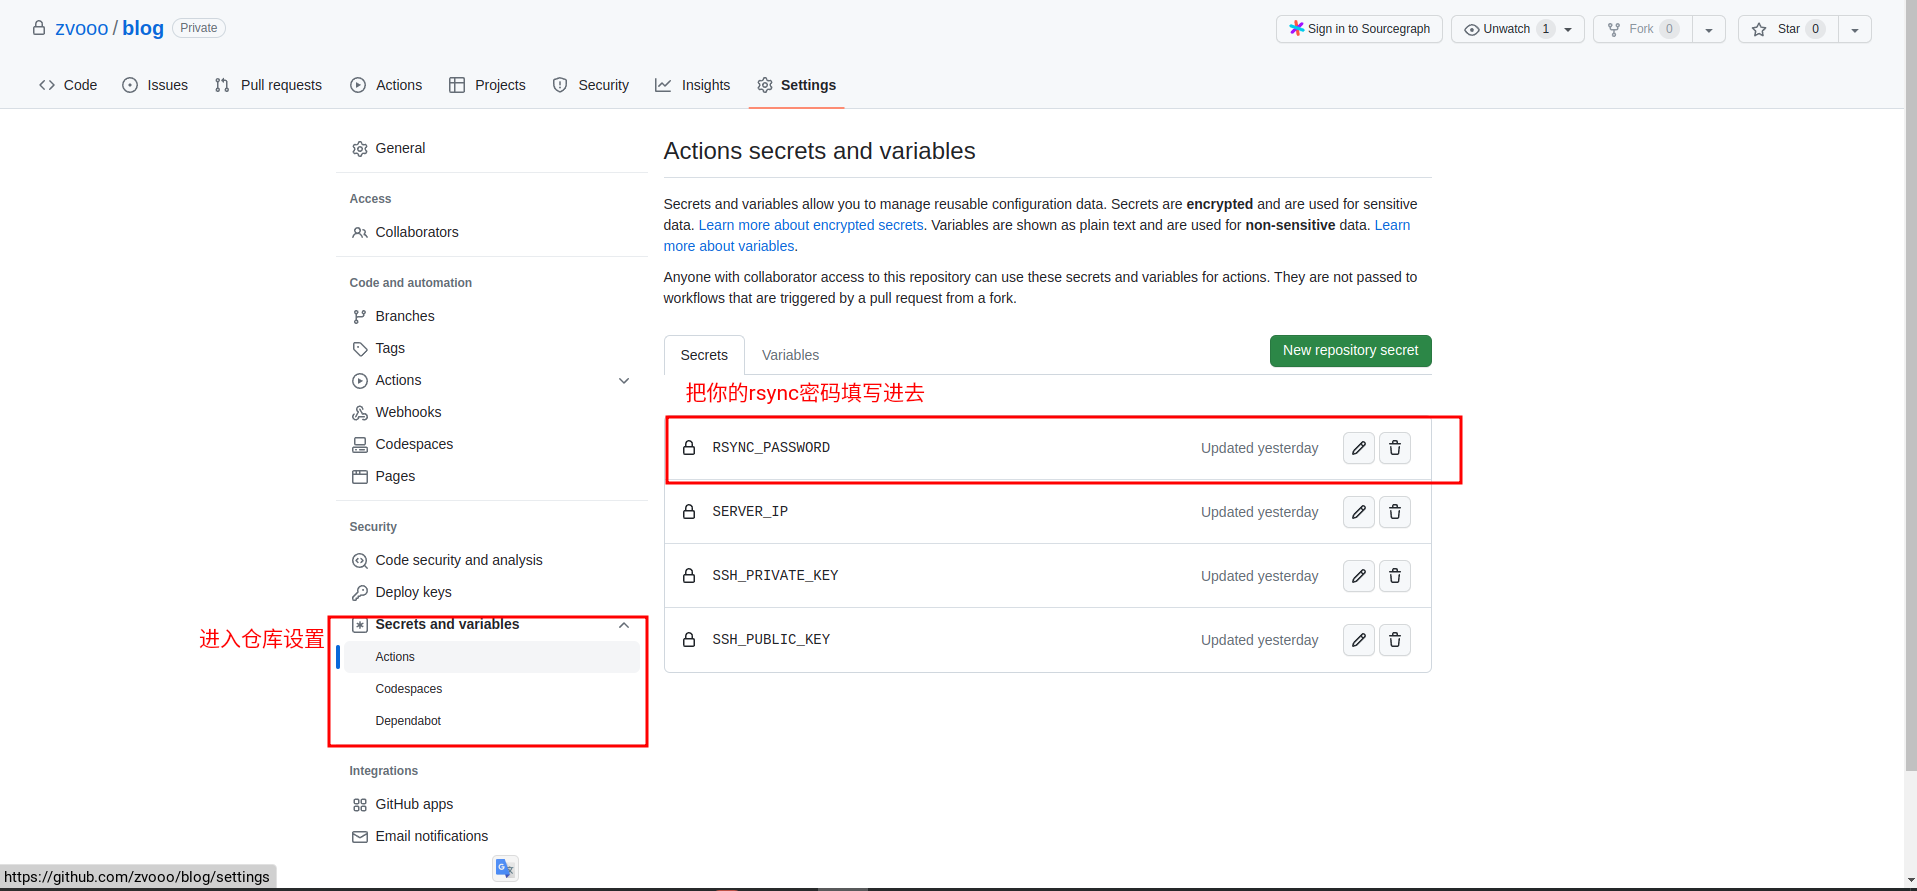 zvooo / blog Private
Sign in to Sourcegraph Unwatch 1 Fork 0 Star 0
Code Issues Pull requests Actions Projects Security Insights Settings
General
Access
Collaborators
Code and automation
Branches
Tags
Actions
Webhooks
Codespaces
Pages
Security
Code security and analysis
Deploy keys
进入仓库设置
Secrets and variables
Actions
Codespaces
Dependabot
Integrations
GitHub apps
Email notifications
Actions secrets and variables
Secrets and variables allow you to manage reusable configuration data. Secrets are encrypted and are used for sensitive
data. Learn more about encrypted secrets. Variables are shown as plain text and are used for non-sensitive data. Learn
more about variables.
Anyone with collaborator access to this repository can use these secrets and variables for actions. They are not passed to
workflows that are triggered by a pull request from a fork.
Secrets Variables New repository secret
把你的rsync密码填写进去
RSYNC_PASSWORD Updated yesterday
SERVER_IP Updated yesterday
SSH_PRIVATE_KEY Updated yesterday
SSH_PUBLIC_KEY Updated yesterday
https://github.com/zvooo/blog/settings